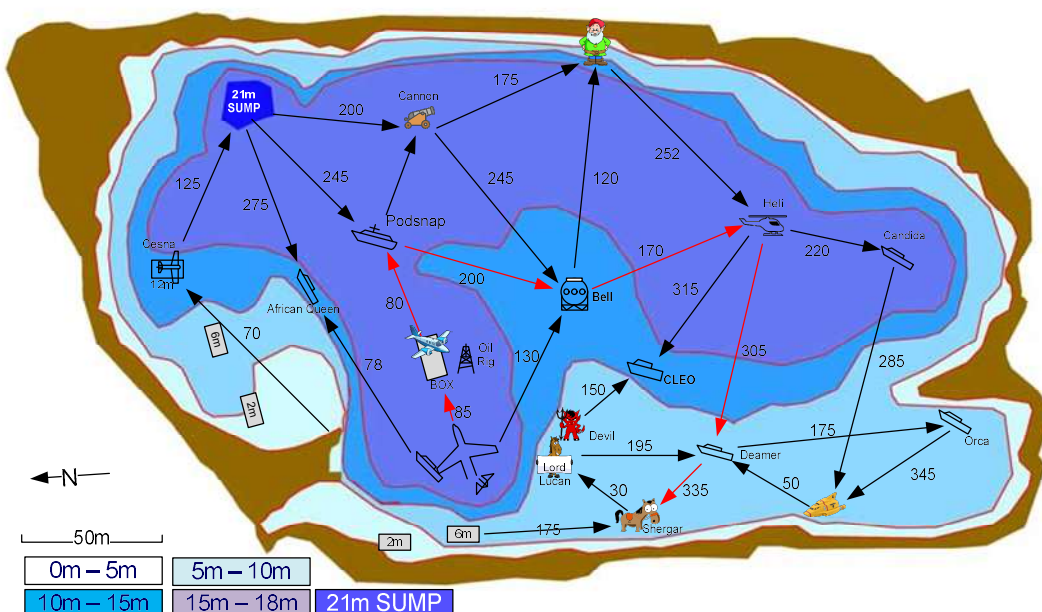 175
21m
SUMP
200
Cannon
125
245
245
252
275
120
Podsnap
Heli
Candida
Cesna
12m
170
220
200
Bell
African Queen
315
80
6m
70
Oil
Rig
130
305
285
78
BOX
CLEO
150
2m
85
Devil
175
Orca
195
Deamer
Lord
Lucan
345
50
30
335
N
6m
175
Shergar
2m
50m
0m – 5m
5m – 10m
10m – 15m
15m – 18m
21m SUMP